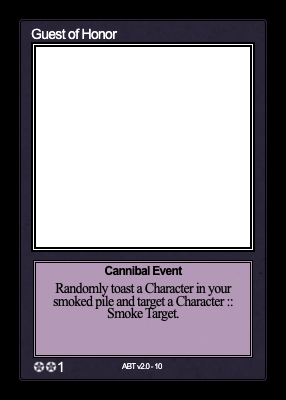 Guest of Honor
Cannibal Event
Randomly toast a Character in your
smoked pile and target a Character ::
Smoke Target.
1
ABT v2.0 - 10